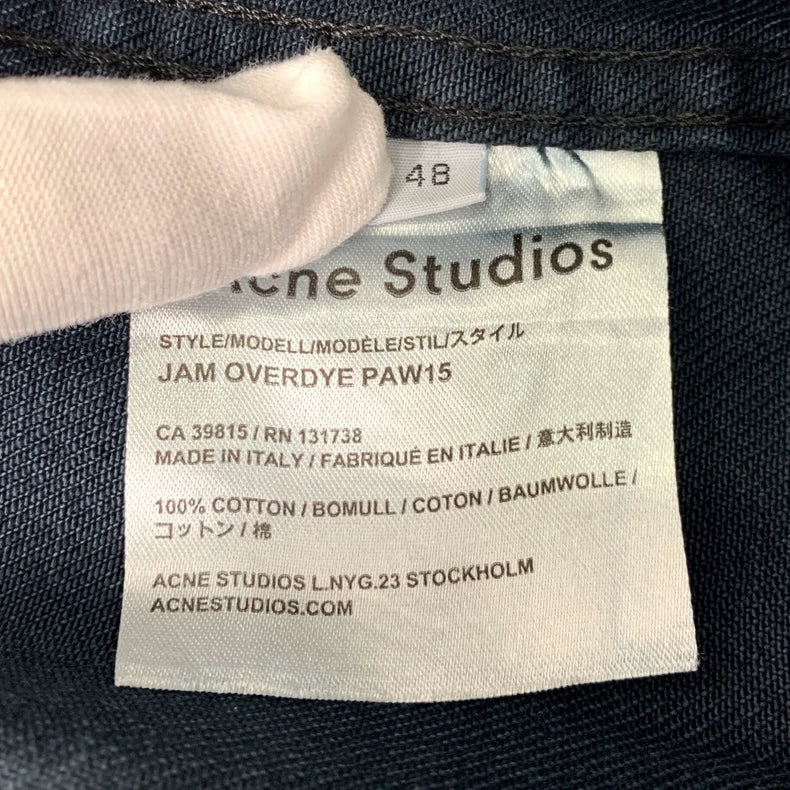 48
Acne Studios
STYLE/MODELL/MODÈLE/STIL/スタイル
JAM OVERDYE PAW15
CA 39815 / RN 131738
MADE IN ITALY / FABRIQUÉ EN ITALIE / 意大利制造
100% COTTON / BOMULL / COTON / BAUMWOLLE /
コットン / 棉
ACNE STUDIOS L.NYG.23 STOCKHOLM
ACNESTUDIOS.COM